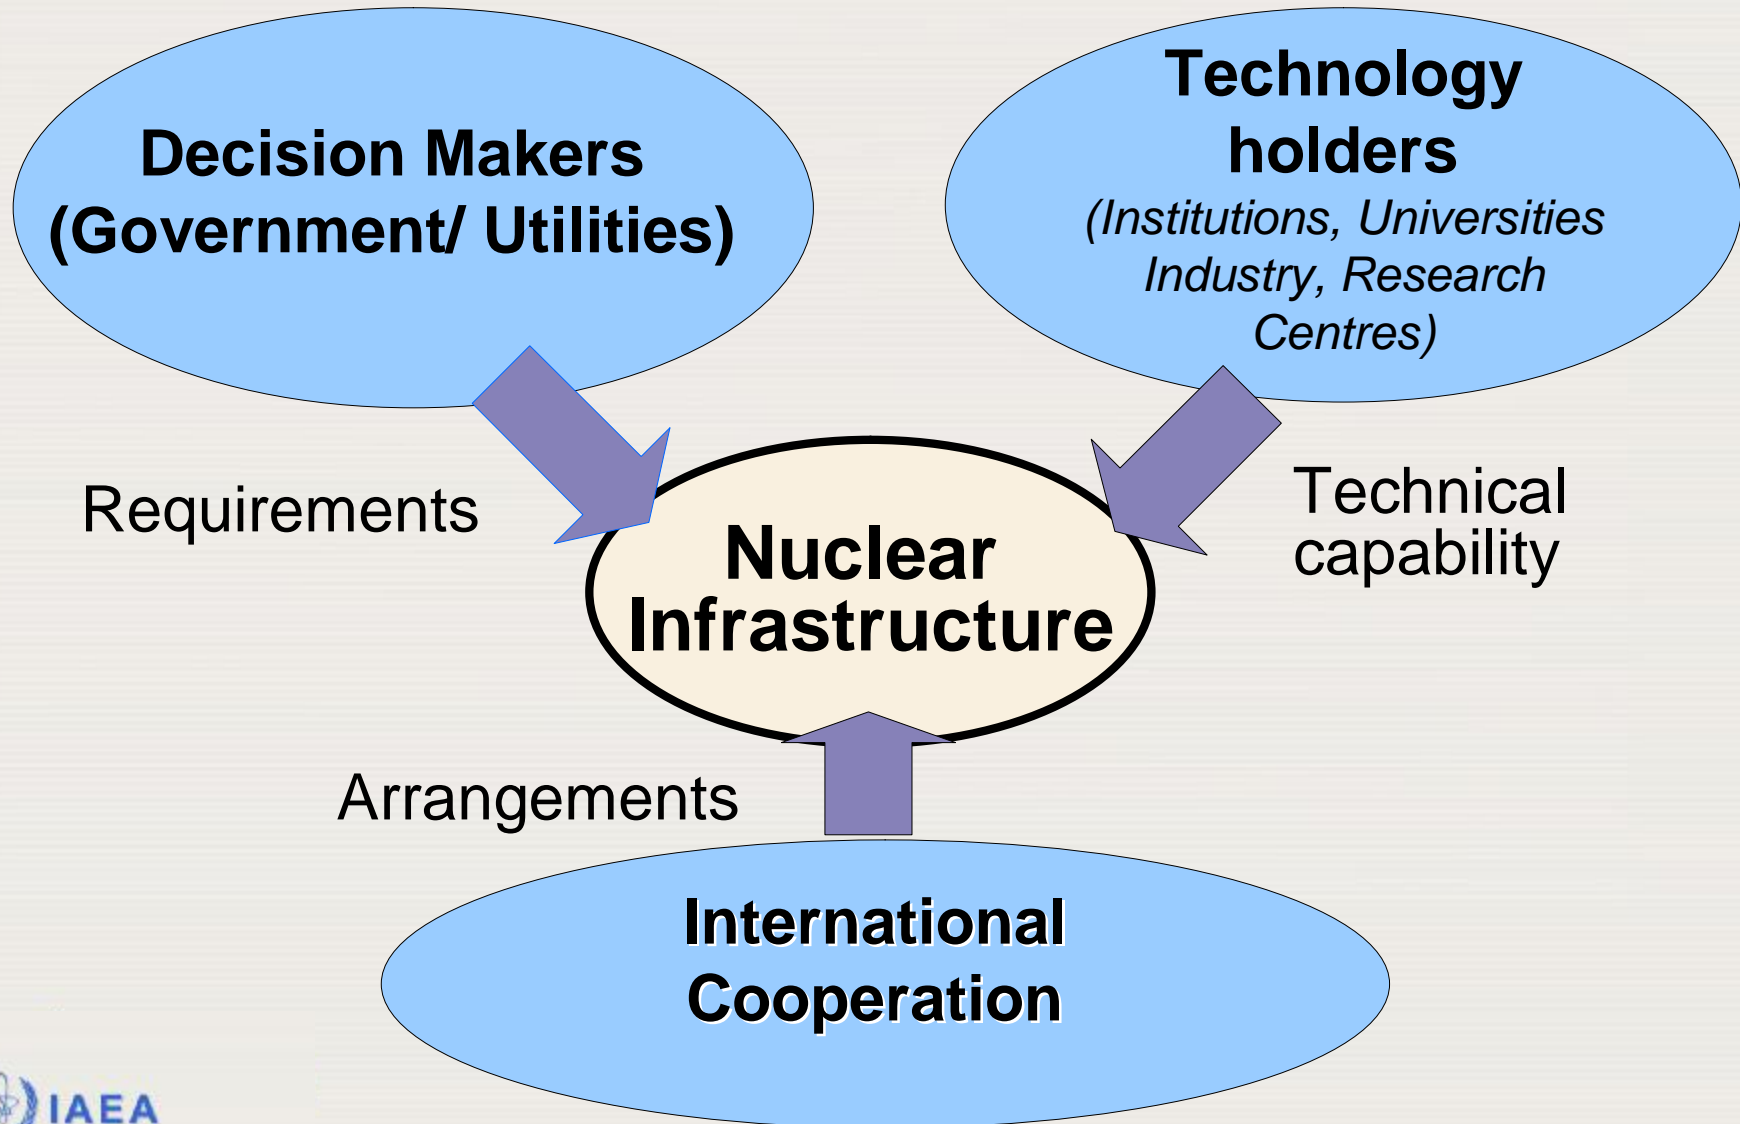 Decision Makers
(Government/ Utilities)
Technology
holders
(Institutions, Universities
Industry, Research
Centres)
Requirements
Technical
capability
Nuclear
Infrastructure
Arrangements
International
Cooperation
IAEA